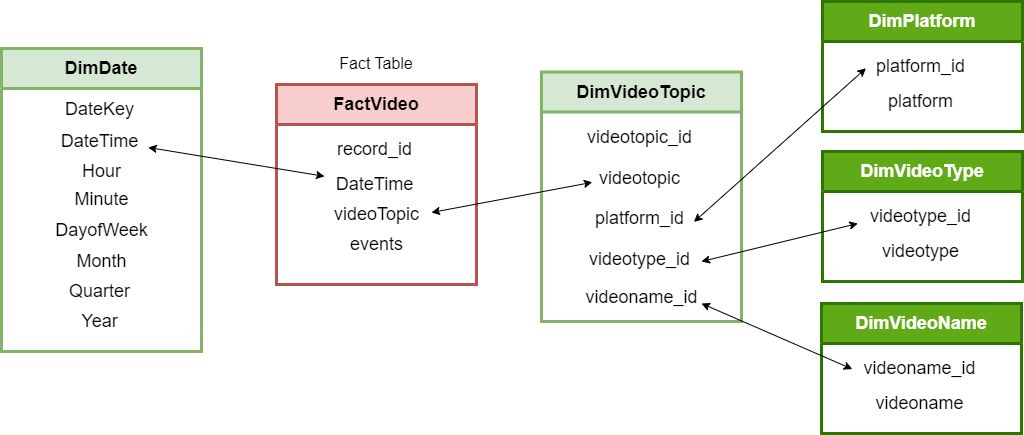 DimDate
DateKey
DateTime
Hour
Minute
DayofWeek
Month
Quarter
Year
Fact Table
FactVideo
record_id
DateTime
videoTopic
events
DimVideoTopic
videotopic_id
videotopic
platform_id
videotype_id
videoname_id
DimPlatform
platform_id
platform
DimVideoType
videotype_id
videotype
DimVideoName
videoname_id
videoname